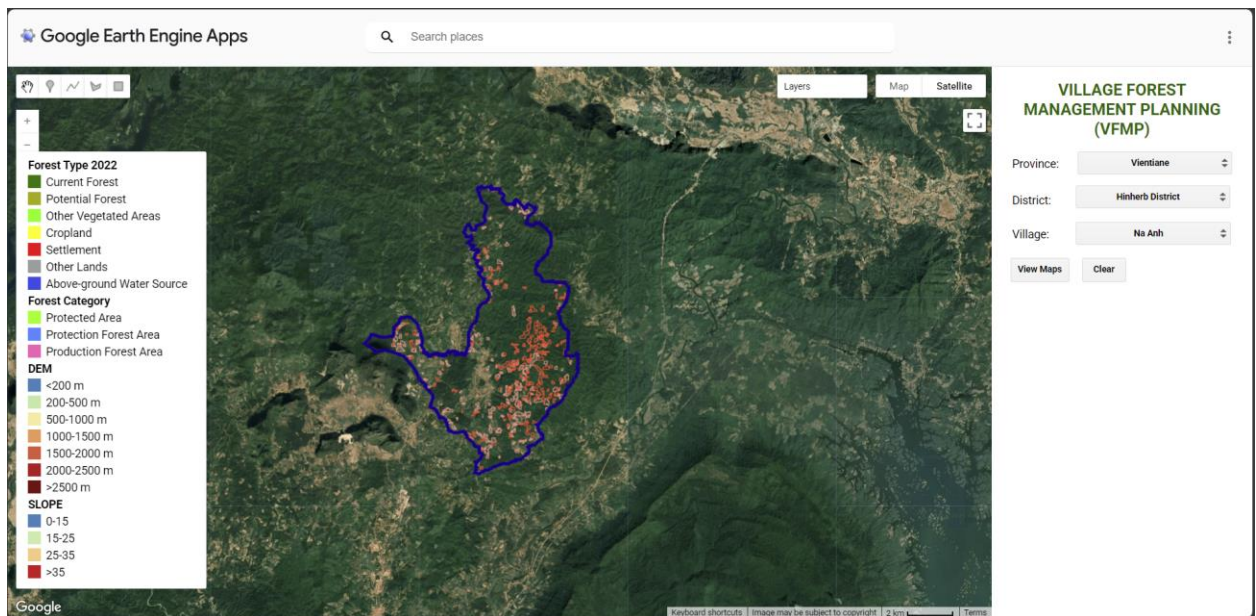 Google Earth Engine Apps
Search places
Layers
Map
Satellite
+
−
Forest Type 2022
Current Forest
Potential Forest
Other Vegetated Areas
Cropland
Settlement
Other Lands
Above-ground Water Source
Forest Category
Protected Area
Protection Forest Area
Production Forest Area
DEM
<200 m
200-500 m
500-1000 m
1000-1500 m
1500-2000 m
2000-2500 m
>2500 m
SLOPE
0-15
15-25
25-35
>35
Google
Keyboard shortcuts
Image may be subject to copyright
2 km
Terms
VILLAGE FOREST
MANAGEMENT PLANNING
(VFMP)
Province: Vientiane
District: Hinherb District
Village: Na Anh
View Maps Clear